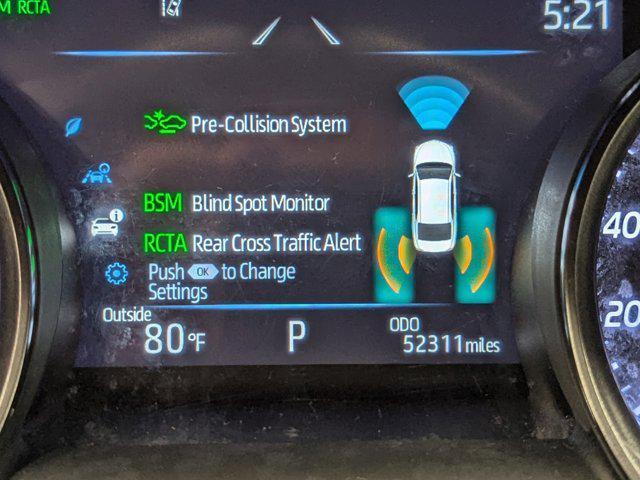 RCTA
5:21
Pre-Collision System
BSM Blind Spot Monitor
RCTA Rear Cross Traffic Alert
Push OK to Change
Settings
Outside
80°F
P
ODO
52311 miles
40
20